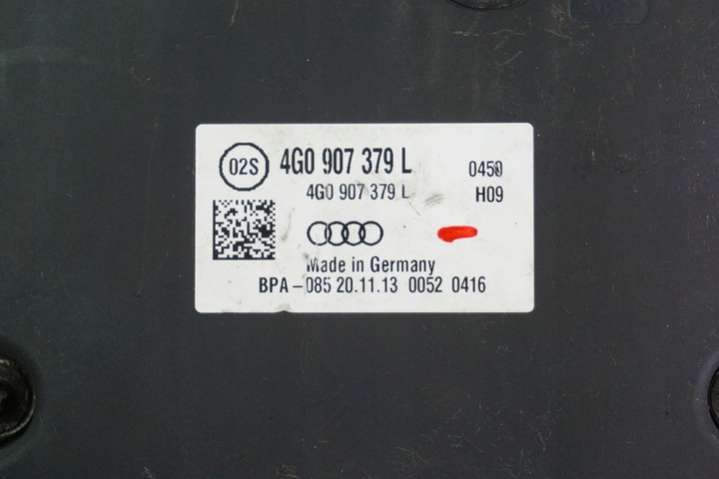 02S 4G0 907 379 L 0450
4G0 907 379 L H09
Made in Germany
BPA-085 20.11.13 0052 0416